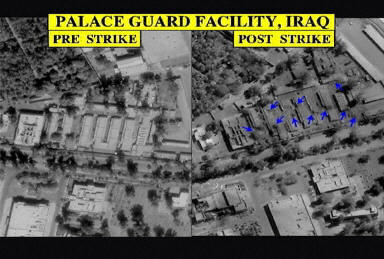 PALACE GUARD FACILITY, IRAQ
PRE STRIKE
POST STRIKE